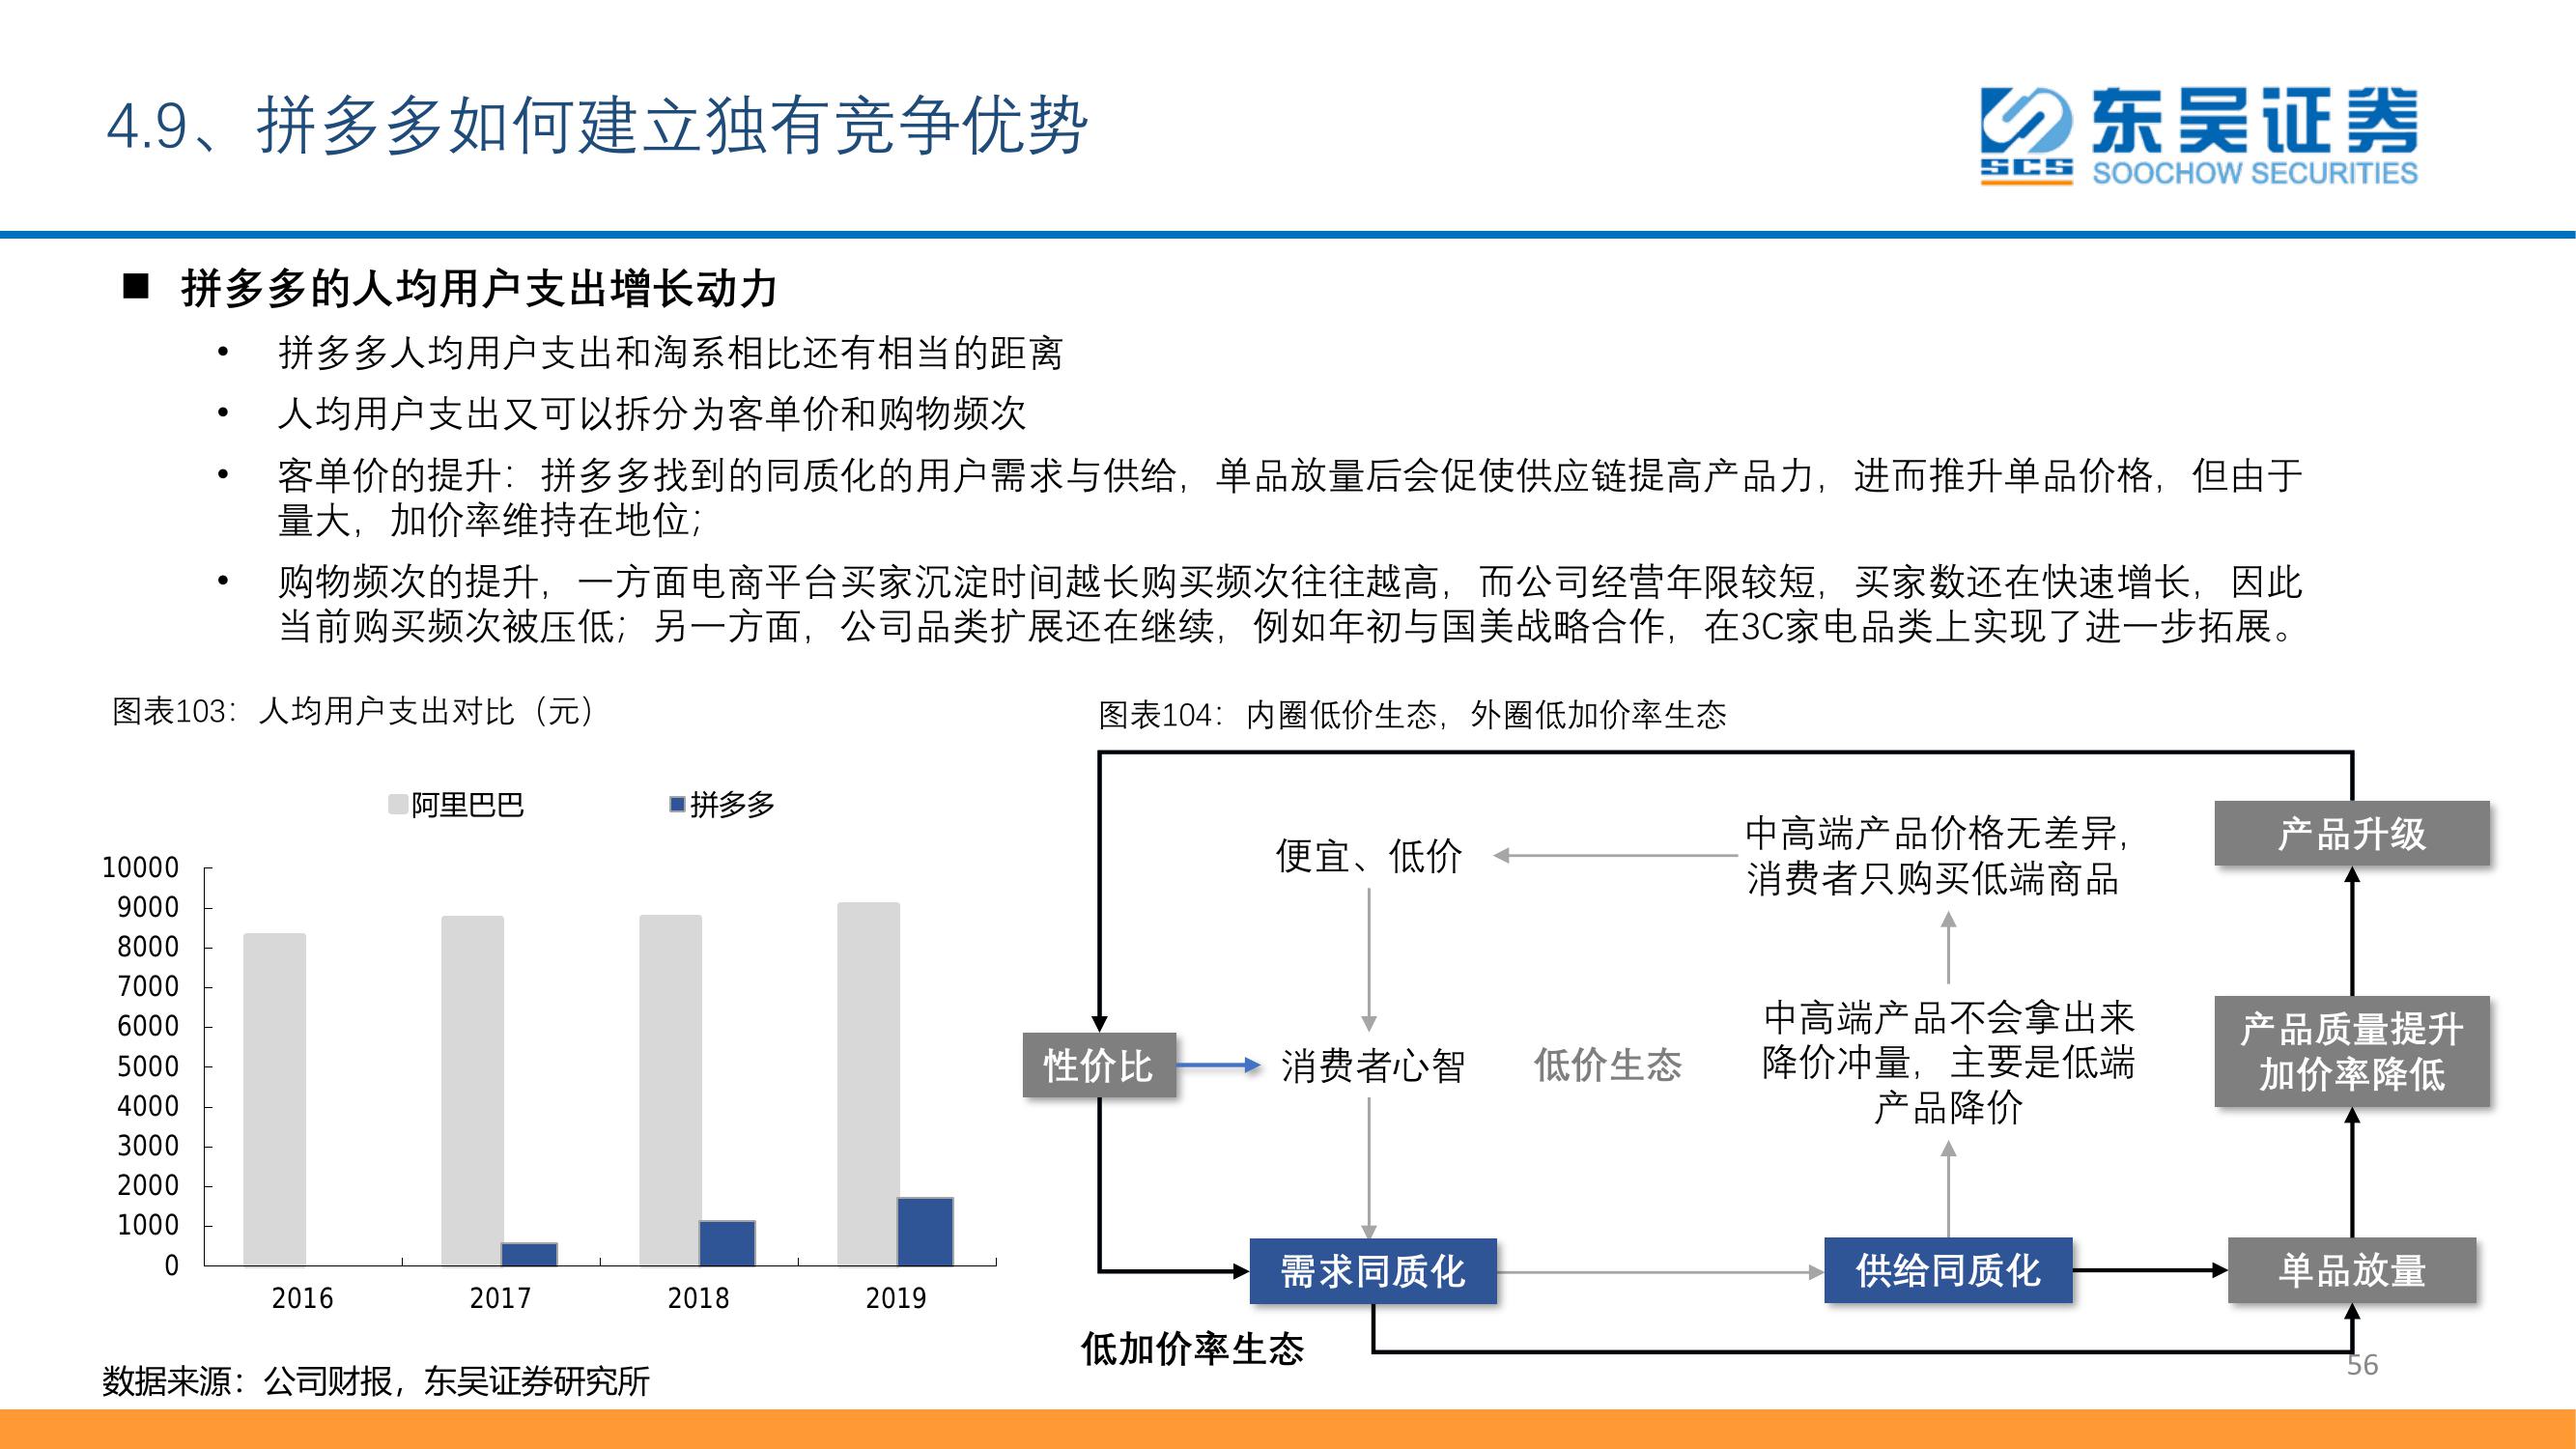 4.9、拼多多如何建立独有竞争优势
东吴证券
SCS
SOOCHOW SECURITIES
■ 拼多多的人均用户支出增长动力
• 拼多多人均用户支出和淘系相比还有相当的距离
• 人均用户支出又可以拆分为客单价和购物频次
• 客单价的提升：拼多多找到的同质化的用户需求与供给，单品放量后会促使供应链提高产品力，进而推升单品价格，但由于
量大，加价率维持在地位；
• 购物频次的提升，一方面电商平台买家沉淀时间越长购买频次往往越高，而公司经营年限较短，买家数还在快速增长，因此
当前购买频次被压低；另一方面，公司品类扩展还在继续，例如年初与国美战略合作，在3C家电品类上实现了进一步拓展。
图表103：人均用户支出对比（元）
阿里巴巴
拼多多
10000
9000
8000
7000
6000
5000
4000
3000
2000
1000
0
2016
2017
2018
2019
数据来源：公司财报，东吴证券研究所
图表104：内圈低价生态，外圈低加价率生态
便宜、低价
中高端产品价格无差异，
消费者只购买低端商品
产品升级
性价比
消费者心智
低价生态
中高端产品不会拿出来
降价冲量，主要是低端
产品降价
产品质量提升
加价率降低
需求同质化
供给同质化
单品放量
低加价率生态
56